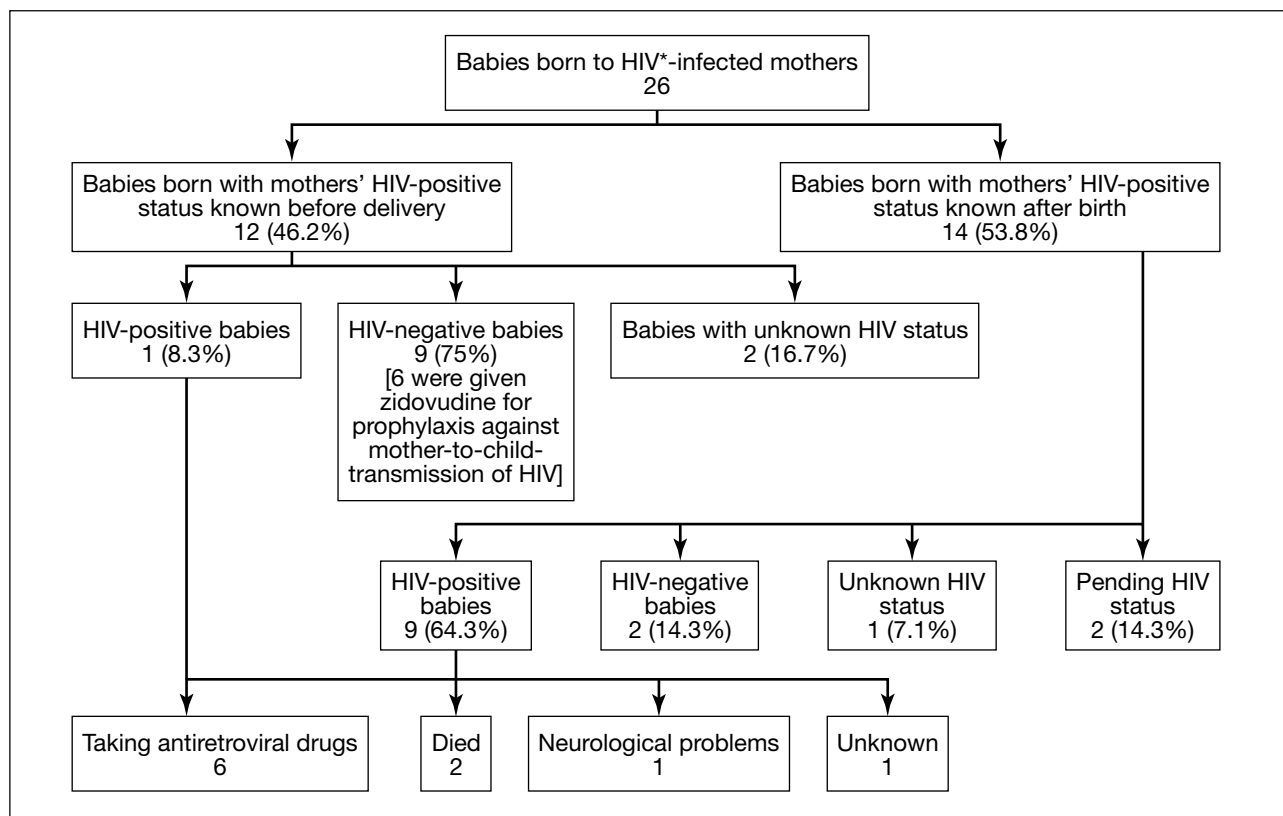 Babies born to HIV*-infected mothers
26
Babies born with mothers’ HIV-positive
status known before delivery
12 (46.2%)
Babies born with mothers’ HIV-positive
status known after birth
14 (53.8%)
HIV-positive babies
1 (8.3%)
HIV-negative babies
9 (75%)
[6 were given
zidovudine for
prophylaxis against
mother-to-child-
transmission of HIV]
Babies with unknown HIV status
2 (16.7%)
HIV-positive
babies
9 (64.3%)
HIV-negative
babies
2 (14.3%)
Unknown HIV
status
1 (7.1%)
Pending HIV
status
2 (14.3%)
Taking antiretroviral drugs
6
Died
2
Neurological problems
1
Unknown
1